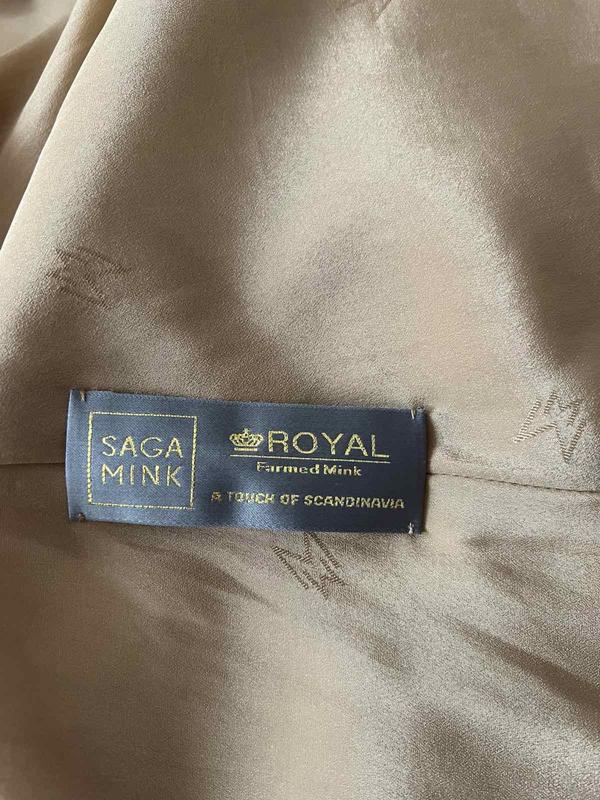 SAGA
MINK
ROYAL
Farmed Mink
A TOUCH OF SCANDINAVIA